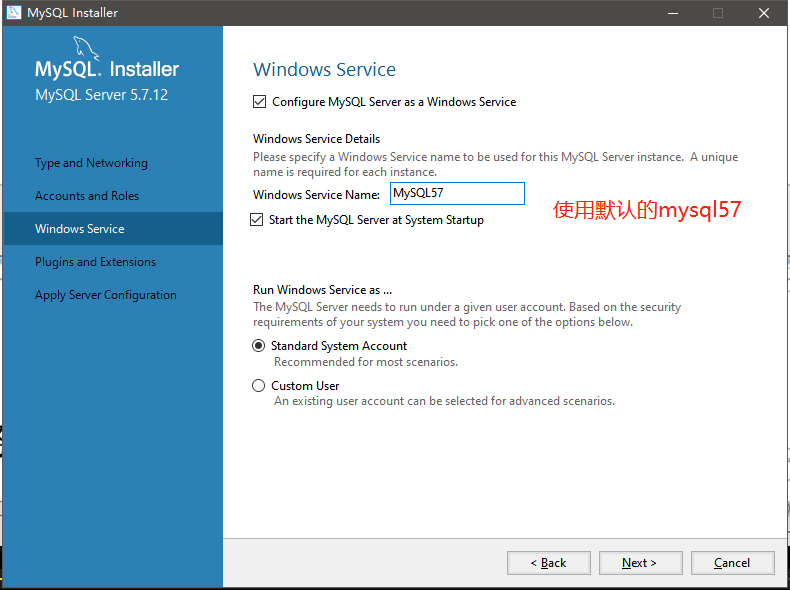 MySQL Installer
MySQL. Installer
MySQL Server 5.7.12
Type and Networking
Accounts and Roles
Windows Service
Plugins and Extensions
Apply Server Configuration
Windows Service
Configure MySQL Server as a Windows Service
Windows Service Details
Please specify a Windows Service name to be used for this MySQL Server instance. A unique
name is required for each instance.
Windows Service Name: MySQL57
使用默认的mysql57
Start the MySQL Server at System Startup
Run Windows Service as ...
The MySQL Server needs to run under a given user account. Based on the security
requirements of your system you need to pick one of the options below.
Standard System Account
Recommended for most scenarios.
Custom User
An existing user account can be selected for advanced scenarios.
< Back
Next >
Cancel